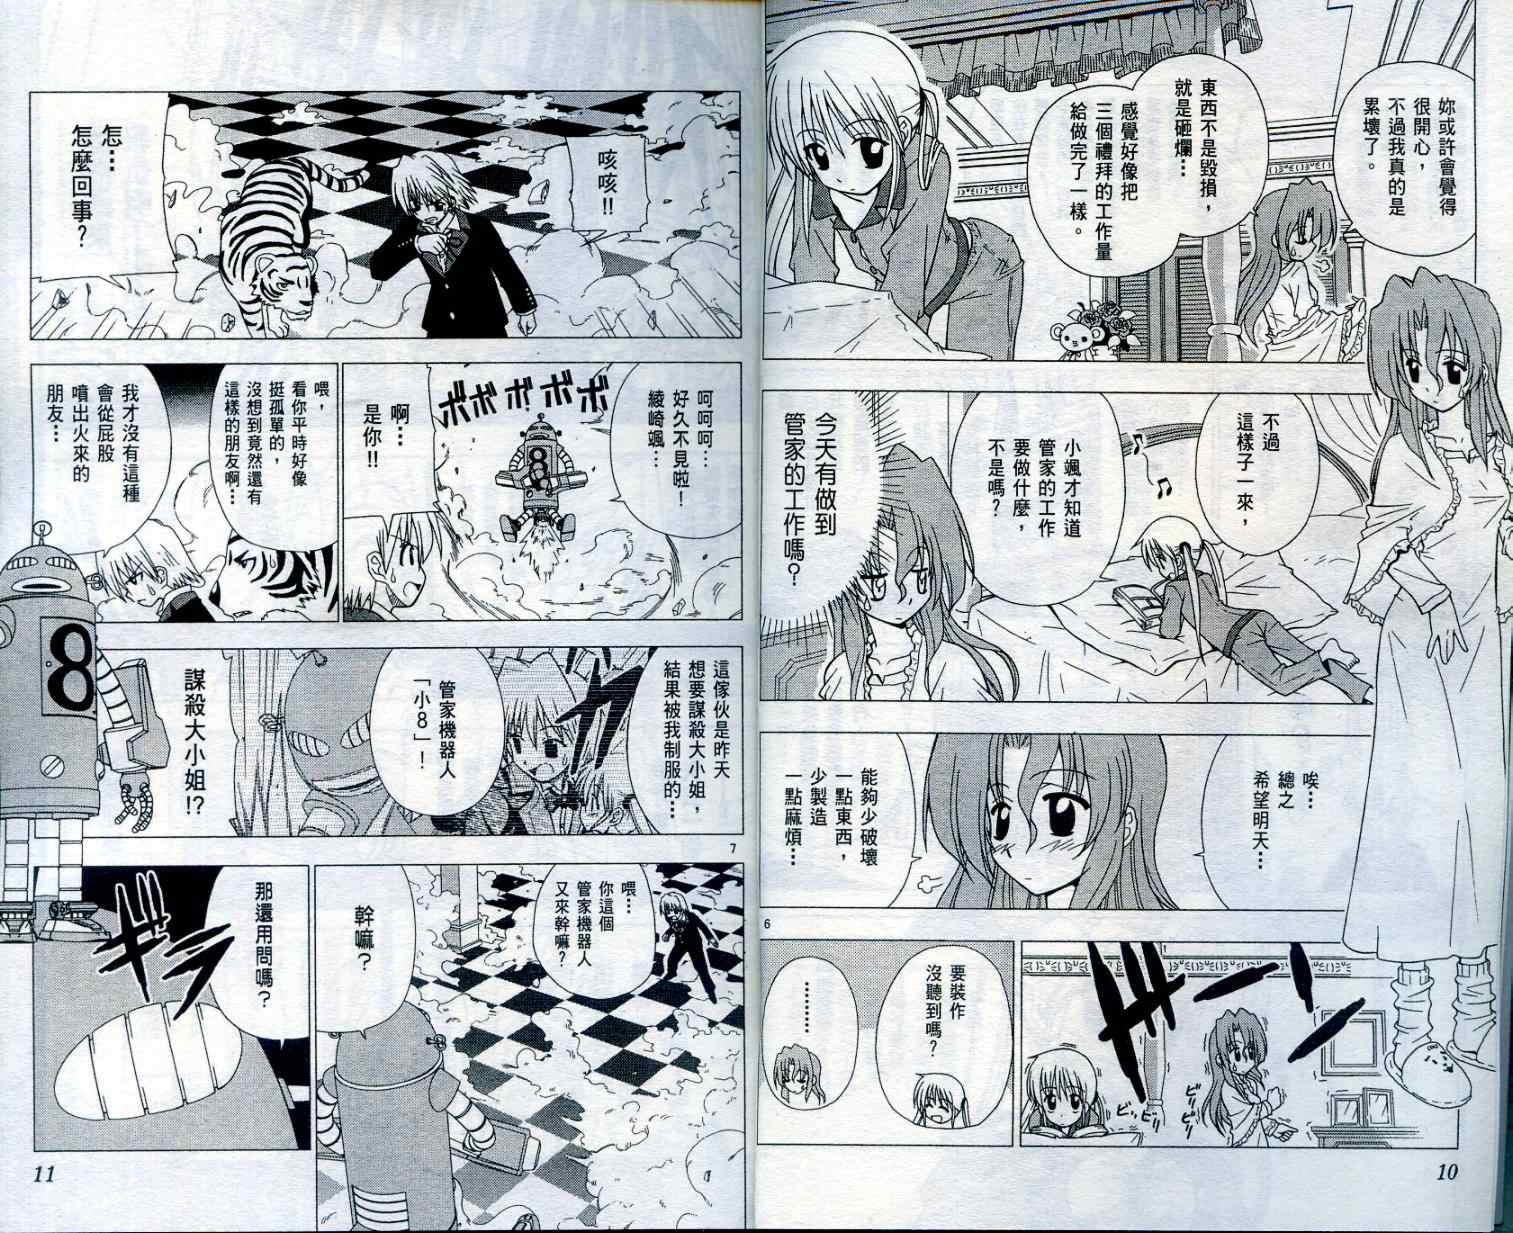 妳或許會覺得
很開心，
不過我真的是
累壞了。
東西不是毀損，
就是砸爛…
感覺好像把
三個禮拜的工作量
給做完了一樣。
不過
這樣子一來，
小颯才知道
管家的工作
要做什麼，
不是嗎？
今天有做到
管家的工作嗎？
唉…
總之
希望明天…
能夠少破壞
一點東西，
少製造
一點麻煩…
6
ビビッ
ビビ
要裝作
沒聽到嗎？
………
10
咳咳!!
怎…
怎麼回事？
呵呵呵…
好久不見啦！
綾崎颯…
ボボボボボ
啊…
是你!!
喂，
看你平時好像
挺孤單的，
沒想到竟然還有
這樣的朋友啊…
我才沒有這種
會從屁股
噴出火來的
朋友…
8
8
這傢伙是昨天
想要謀殺大小姐，
結果被我制服的…
管家機器人
「小8」！
謀殺大小姐!?
7
喂…
你這個
管家機器人
又來幹嘛？
幹嘛？
那還用問嗎？
11